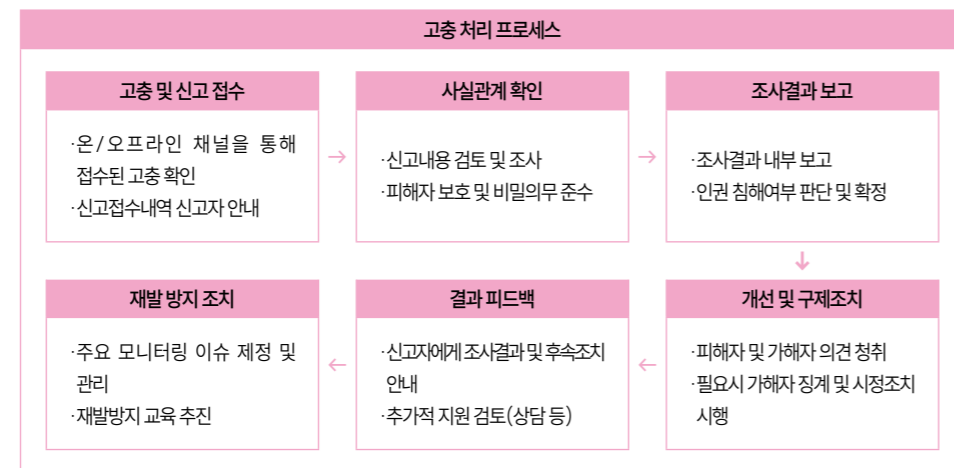 고충 처리 프로세스
고충 및 신고 접수
·온/오프라인 채널을 통해
접수된 고충 확인
·신고접수내역 신고자 안내
→
사실관계 확인
·신고내용 검토 및 조사
·피해자 보호 및 비밀의무 준수
→
조사결과 보고
·조사결과 내부 보고
·인권 침해여부 판단 및 확정
↓
개선 및 구제조치
·피해자 및 가해자 의견 청취
·필요시 가해자 징계 및 시정조치
시행
←
결과 피드백
·신고자에게 조사결과 및 후속조치
안내
·추가적 지원 검토(상담 등)
←
재발 방지 조치
·주요 모니터링 이슈 제정 및
관리
·재발방지 교육 추진